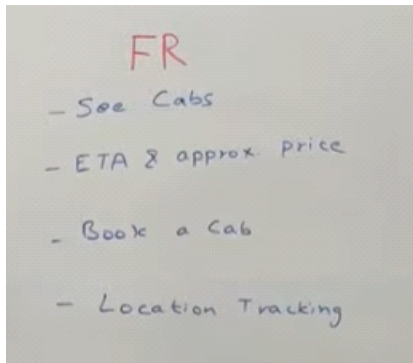 FR
- See Cabs
- ETA & approx. price
- Book a Cab
- Location Tracking